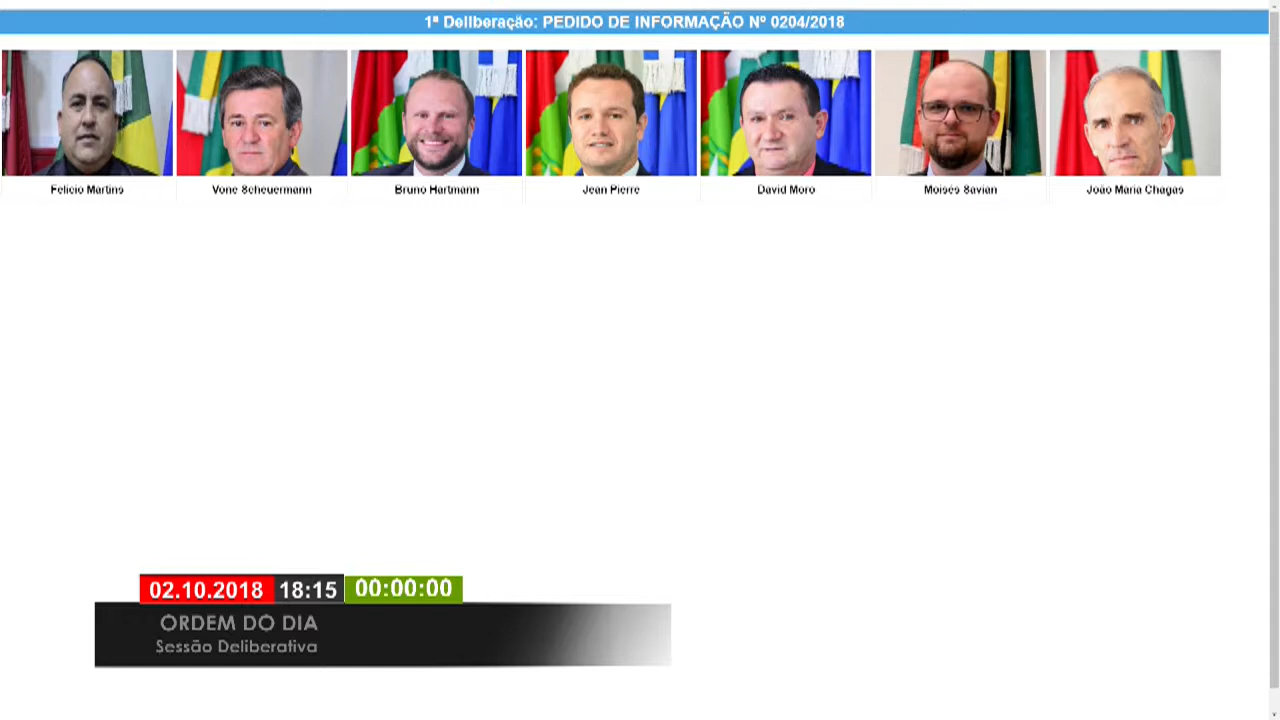 1ª Deliberação: PEDIDO DE INFORMAÇÃO Nº 0204/2018
Felicio Martins
Vone Scheuermann
Bruno Hartmann
Jean Pierre
David Moro
Moisés Savian
João Maria Chagas
02.10.2018 18:15 00:00:00
ORDEM DO DIA
Sessão Deliberativa